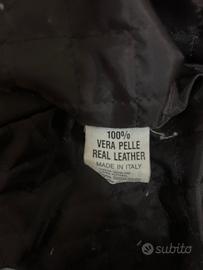 100%
VERA PELLE
REAL LEATHER
MADE IN ITALY
subito